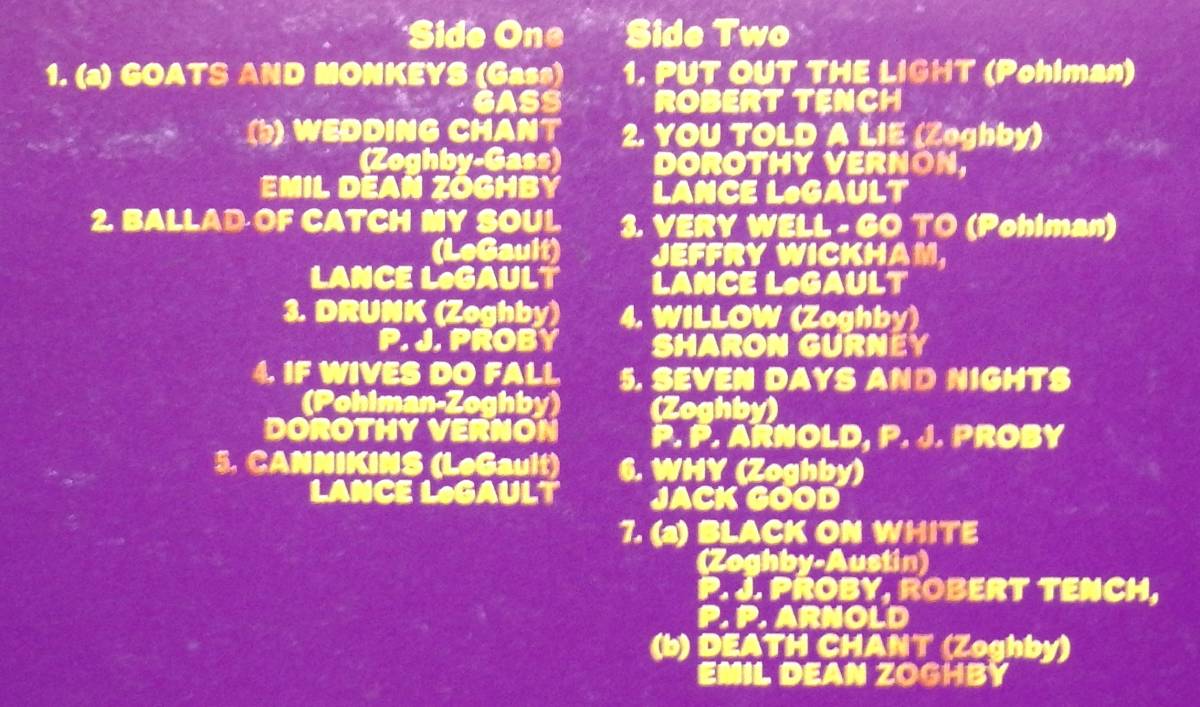 Side One
1. (a) GOATS AND MONKEYS (Gass)
GASS
(b) WEDDING CHANT
(Zoghby-Gass)
EMIL DEAN ZOGHBY
2. BALLAD OF CATCH MY SOUL
(LeGault)
LANCE LeGAULT
3. DRUNK (Zoghby)
P. J. PROBY
4. IF WIVES DO FALL
(Pohlman-Zoghby)
DOROTHY VERNON
5. CANNIKINS (LeGault)
LANCE LeGAULT
Side Two
1. PUT OUT THE LIGHT (Pohlman)
ROBERT TENCH
2. YOU TOLD A LIE (Zoghby)
DOROTHY VERNON,
LANCE LeGAULT
3. VERY WELL - GO TO (Pohlman)
JEFFRY WICKHAM,
LANCE LeGAULT
4. WILLOW (Zoghby)
SHARON GURNEY
5. SEVEN DAYS AND NIGHTS
(Zoghby)
P. P. ARNOLD, P. J. PROBY
6. WHY (Zoghby)
JACK GOOD
7. (a) BLACK ON WHITE
(Zoghby-Austin)
P. J. PROBY, ROBERT TENCH,
P. P. ARNOLD
(b) DEATH CHANT (Zoghby)
EMIL DEAN ZOGHBY